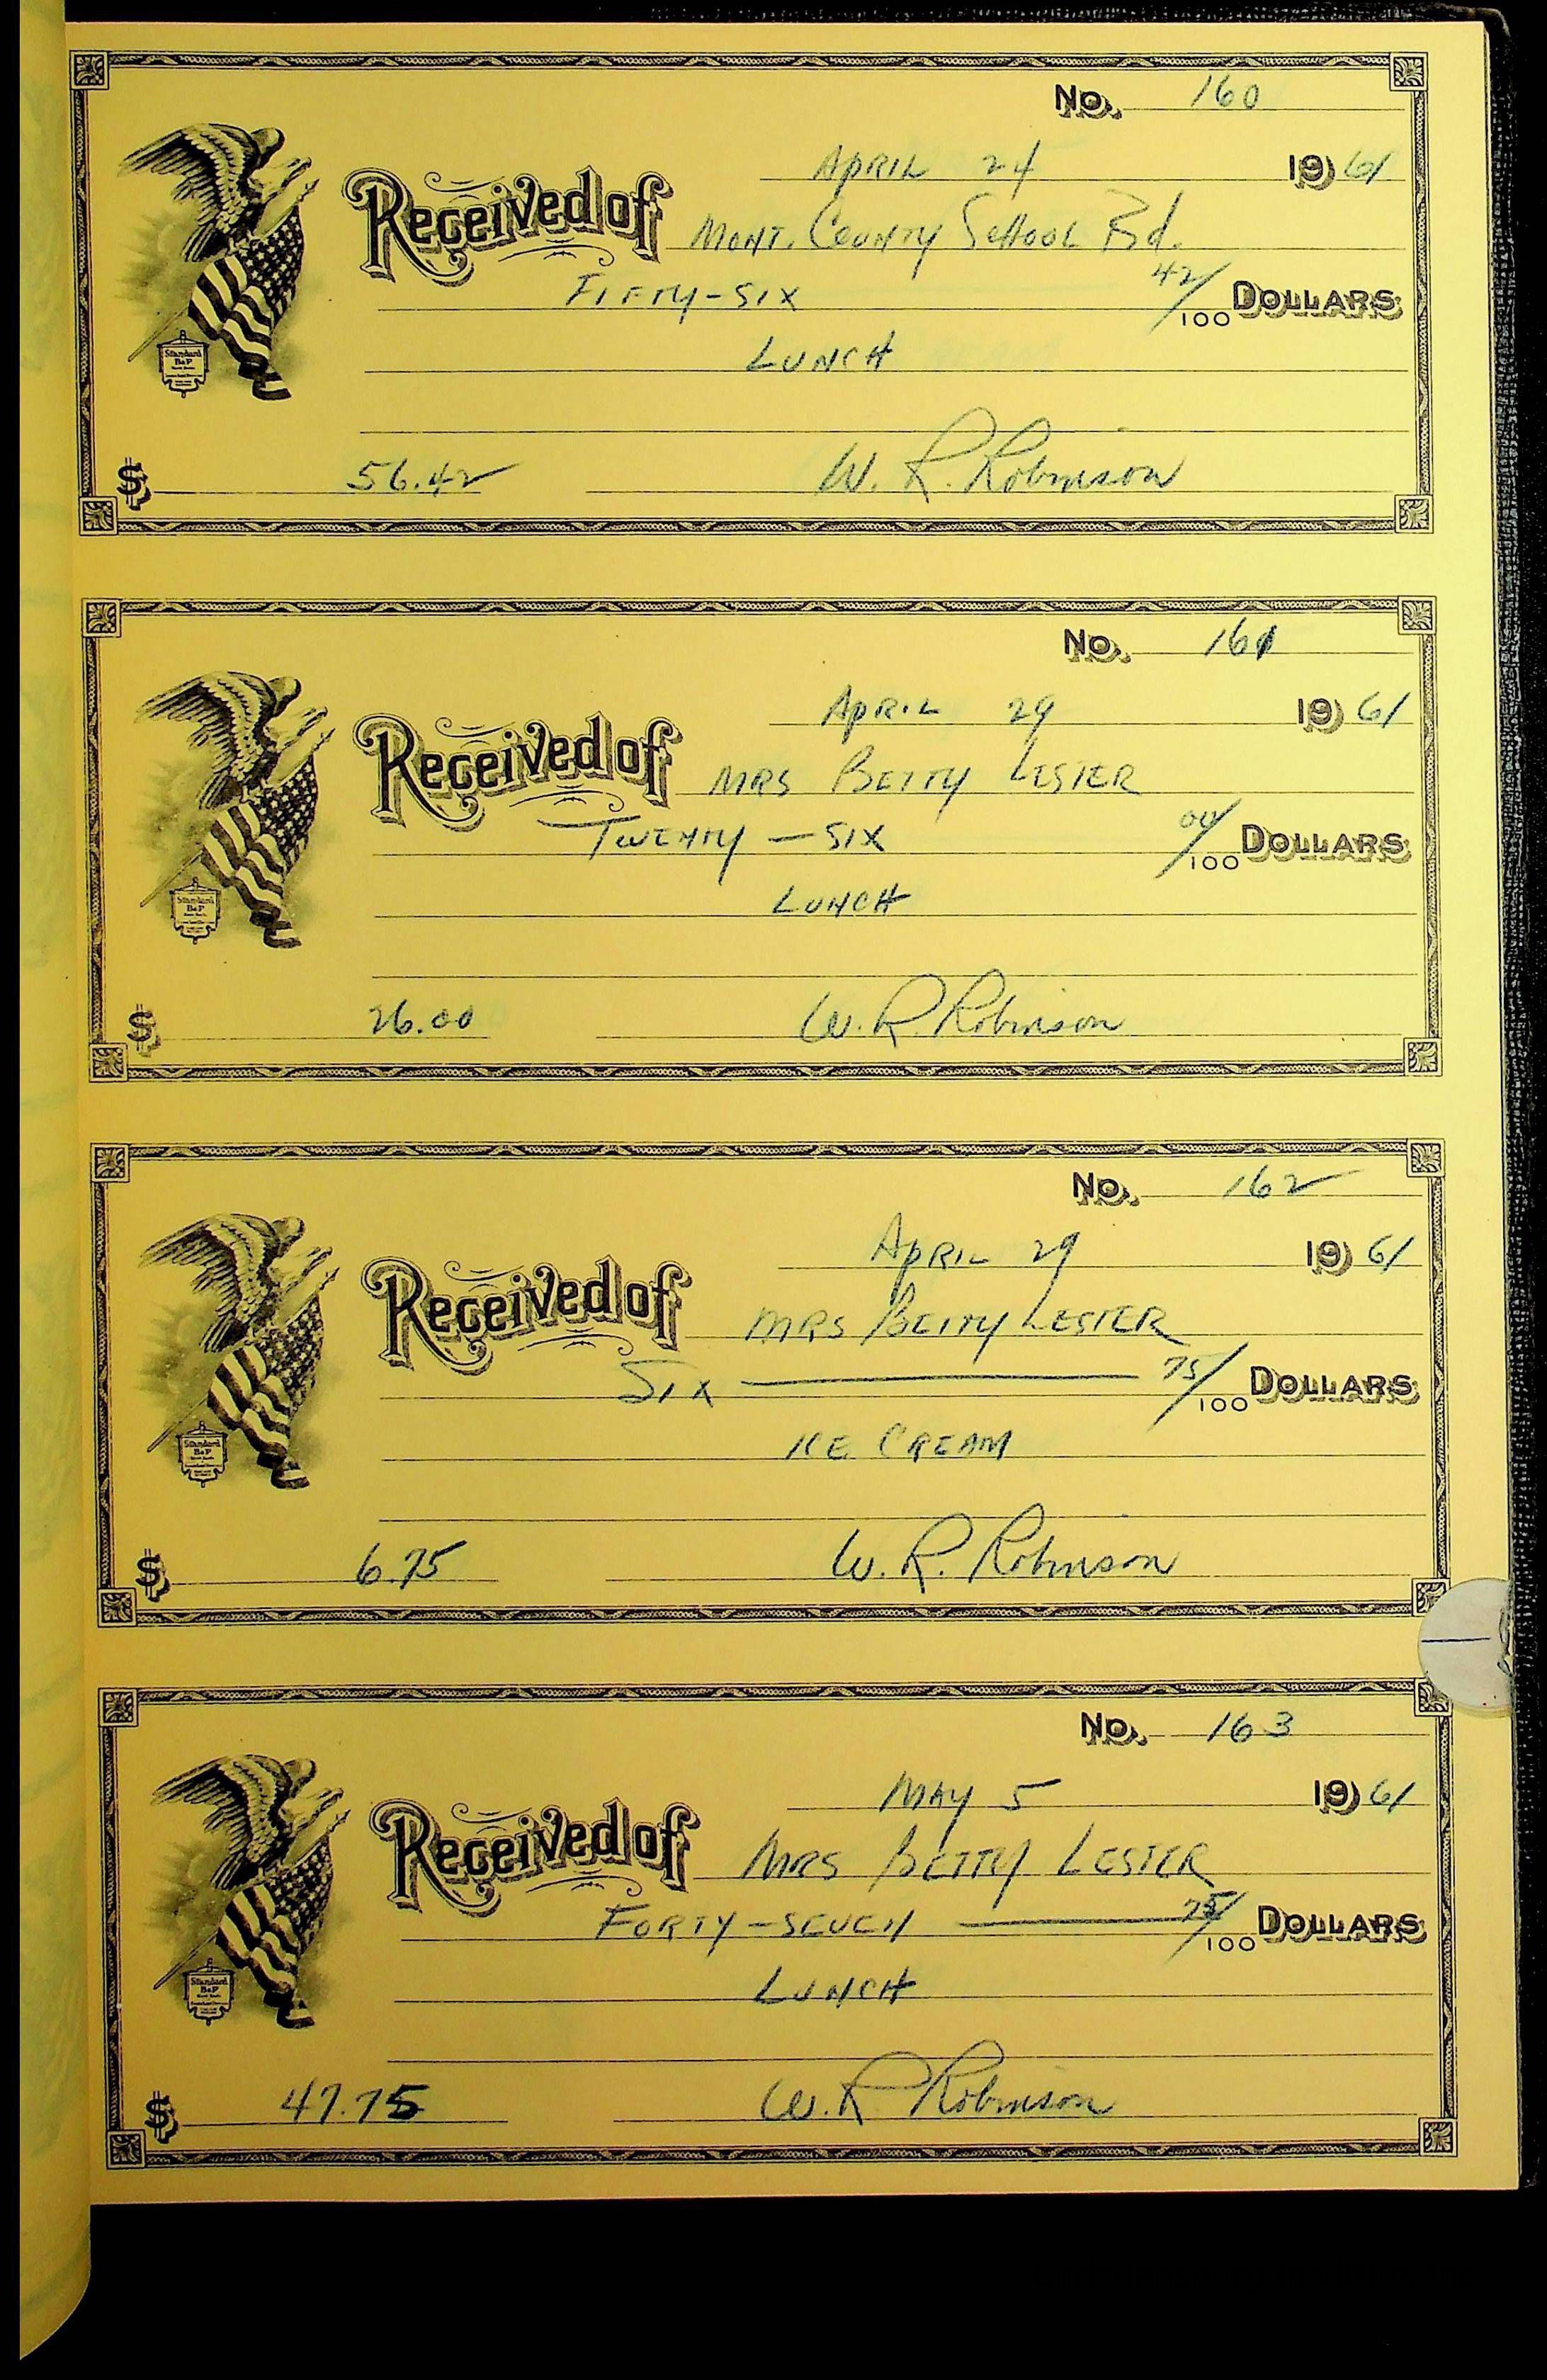 No. 160
APRIL 24 1961
Received of MONT. COUNTY SCHOOL Bd.
FIFTY-SIX 42/100 DOLLARS
LUNCH
Standard
B&P
$ 56.42 W. R. Robinson
No. 161
APRIL 29 1961
Received of MRS BETTY LESTER
TWENTY - SIX 00/100 DOLLARS
LUNCH
Standard
B&P
$ 26.00 W. R. Robinson
No. 162
APRIL 29 1961
Received of MRS BETTY LESTER
SIX 75/100 DOLLARS
ICE CREAM
Standard
B&P
$ 6.75 W. R. Robinson
No. 163
MAY 5 1961
Received of MRS BETTY LESTER
FORTY-SEVEN 75/100 DOLLARS
LUNCH
Standard
B&P
$ 47.75 W. R. Robinson